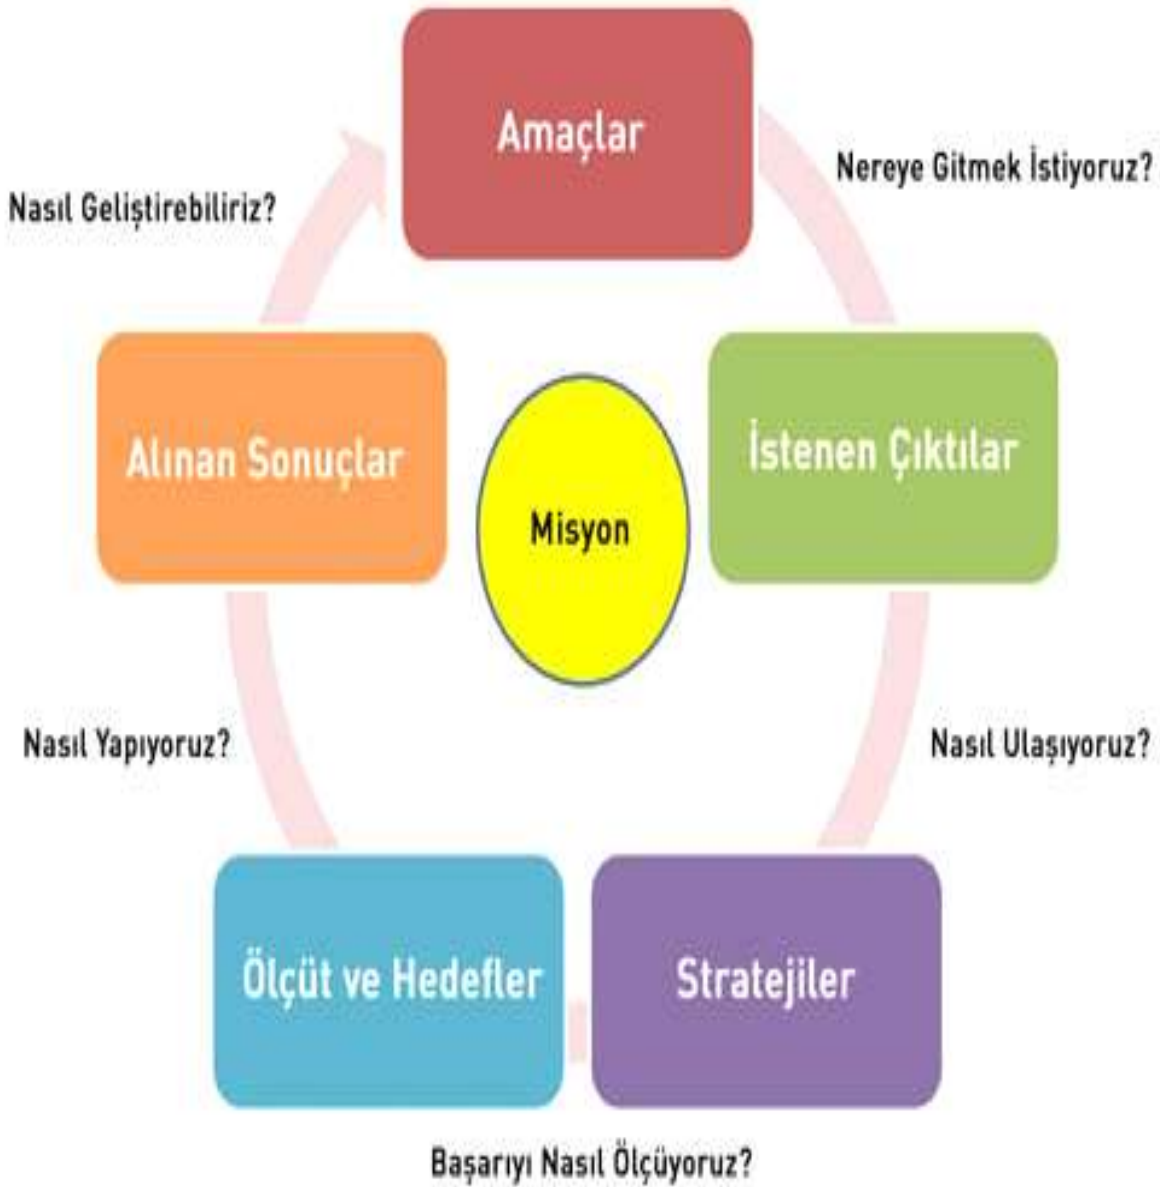 Amaçlar
Nereye Gitmek İstiyoruz?
Nasıl Geliştirebiliriz?
Alınan Sonuçlar
İstenen Çıktılar
Misyon
Nasıl Yapıyoruz?
Nasıl Ulaşıyoruz?
Ölçüt ve Hedefler
Stratejiler
Başarıyı Nasıl Ölçüyoruz?